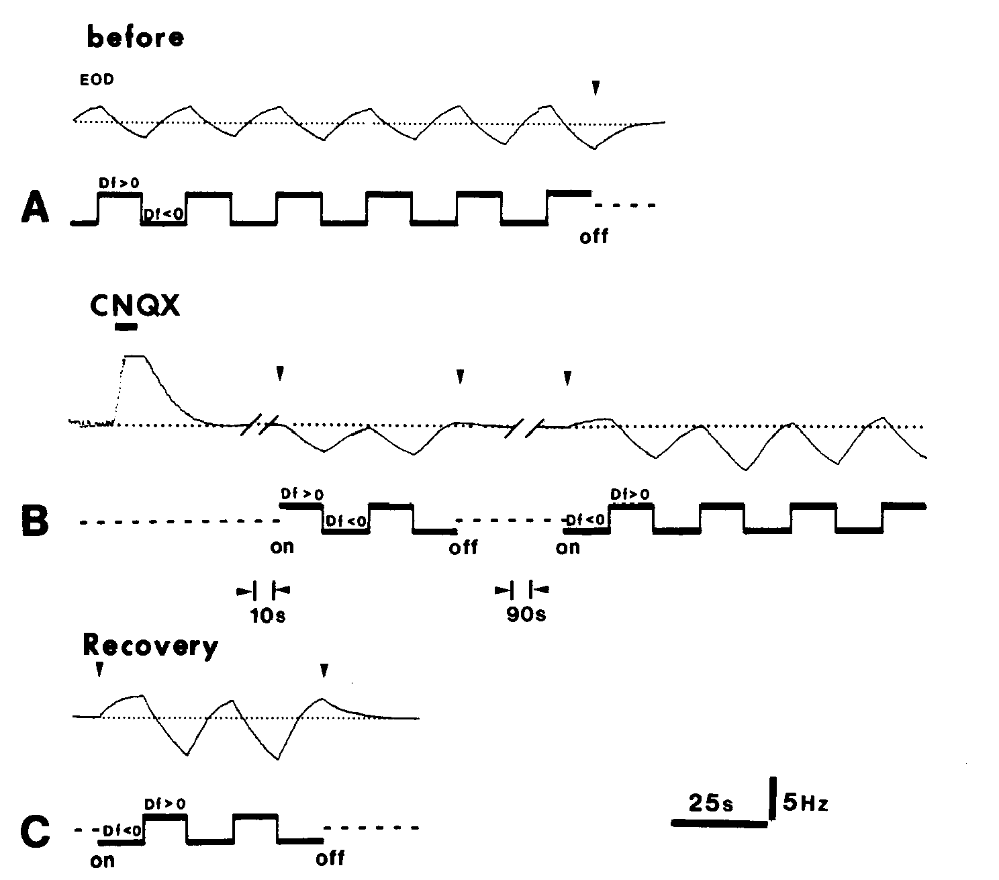 before
EOD
Df>0
A
Df<0
off
CNQX
Df>0
Df>0
B
Df<0
Df<0
on
off
on
10s
90s
Recovery
25s
5Hz
Df>0
C
Df<0
on
off